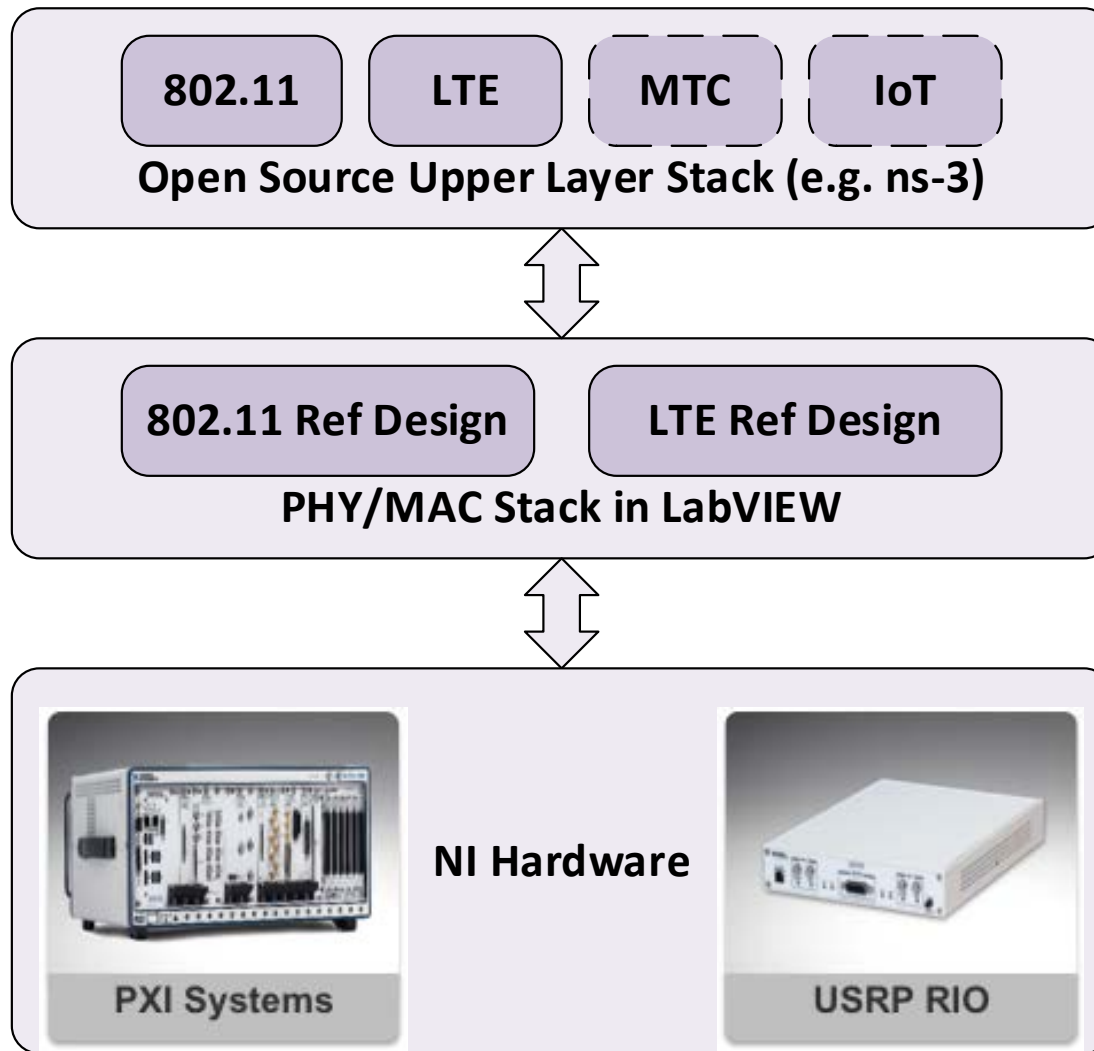 802.11 LTE MTC IoT
Open Source Upper Layer Stack (e.g. ns-3)
802.11 Ref Design LTE Ref Design
PHY/MAC Stack in LabVIEW
NI Hardware
PXI Systems USRP RIO